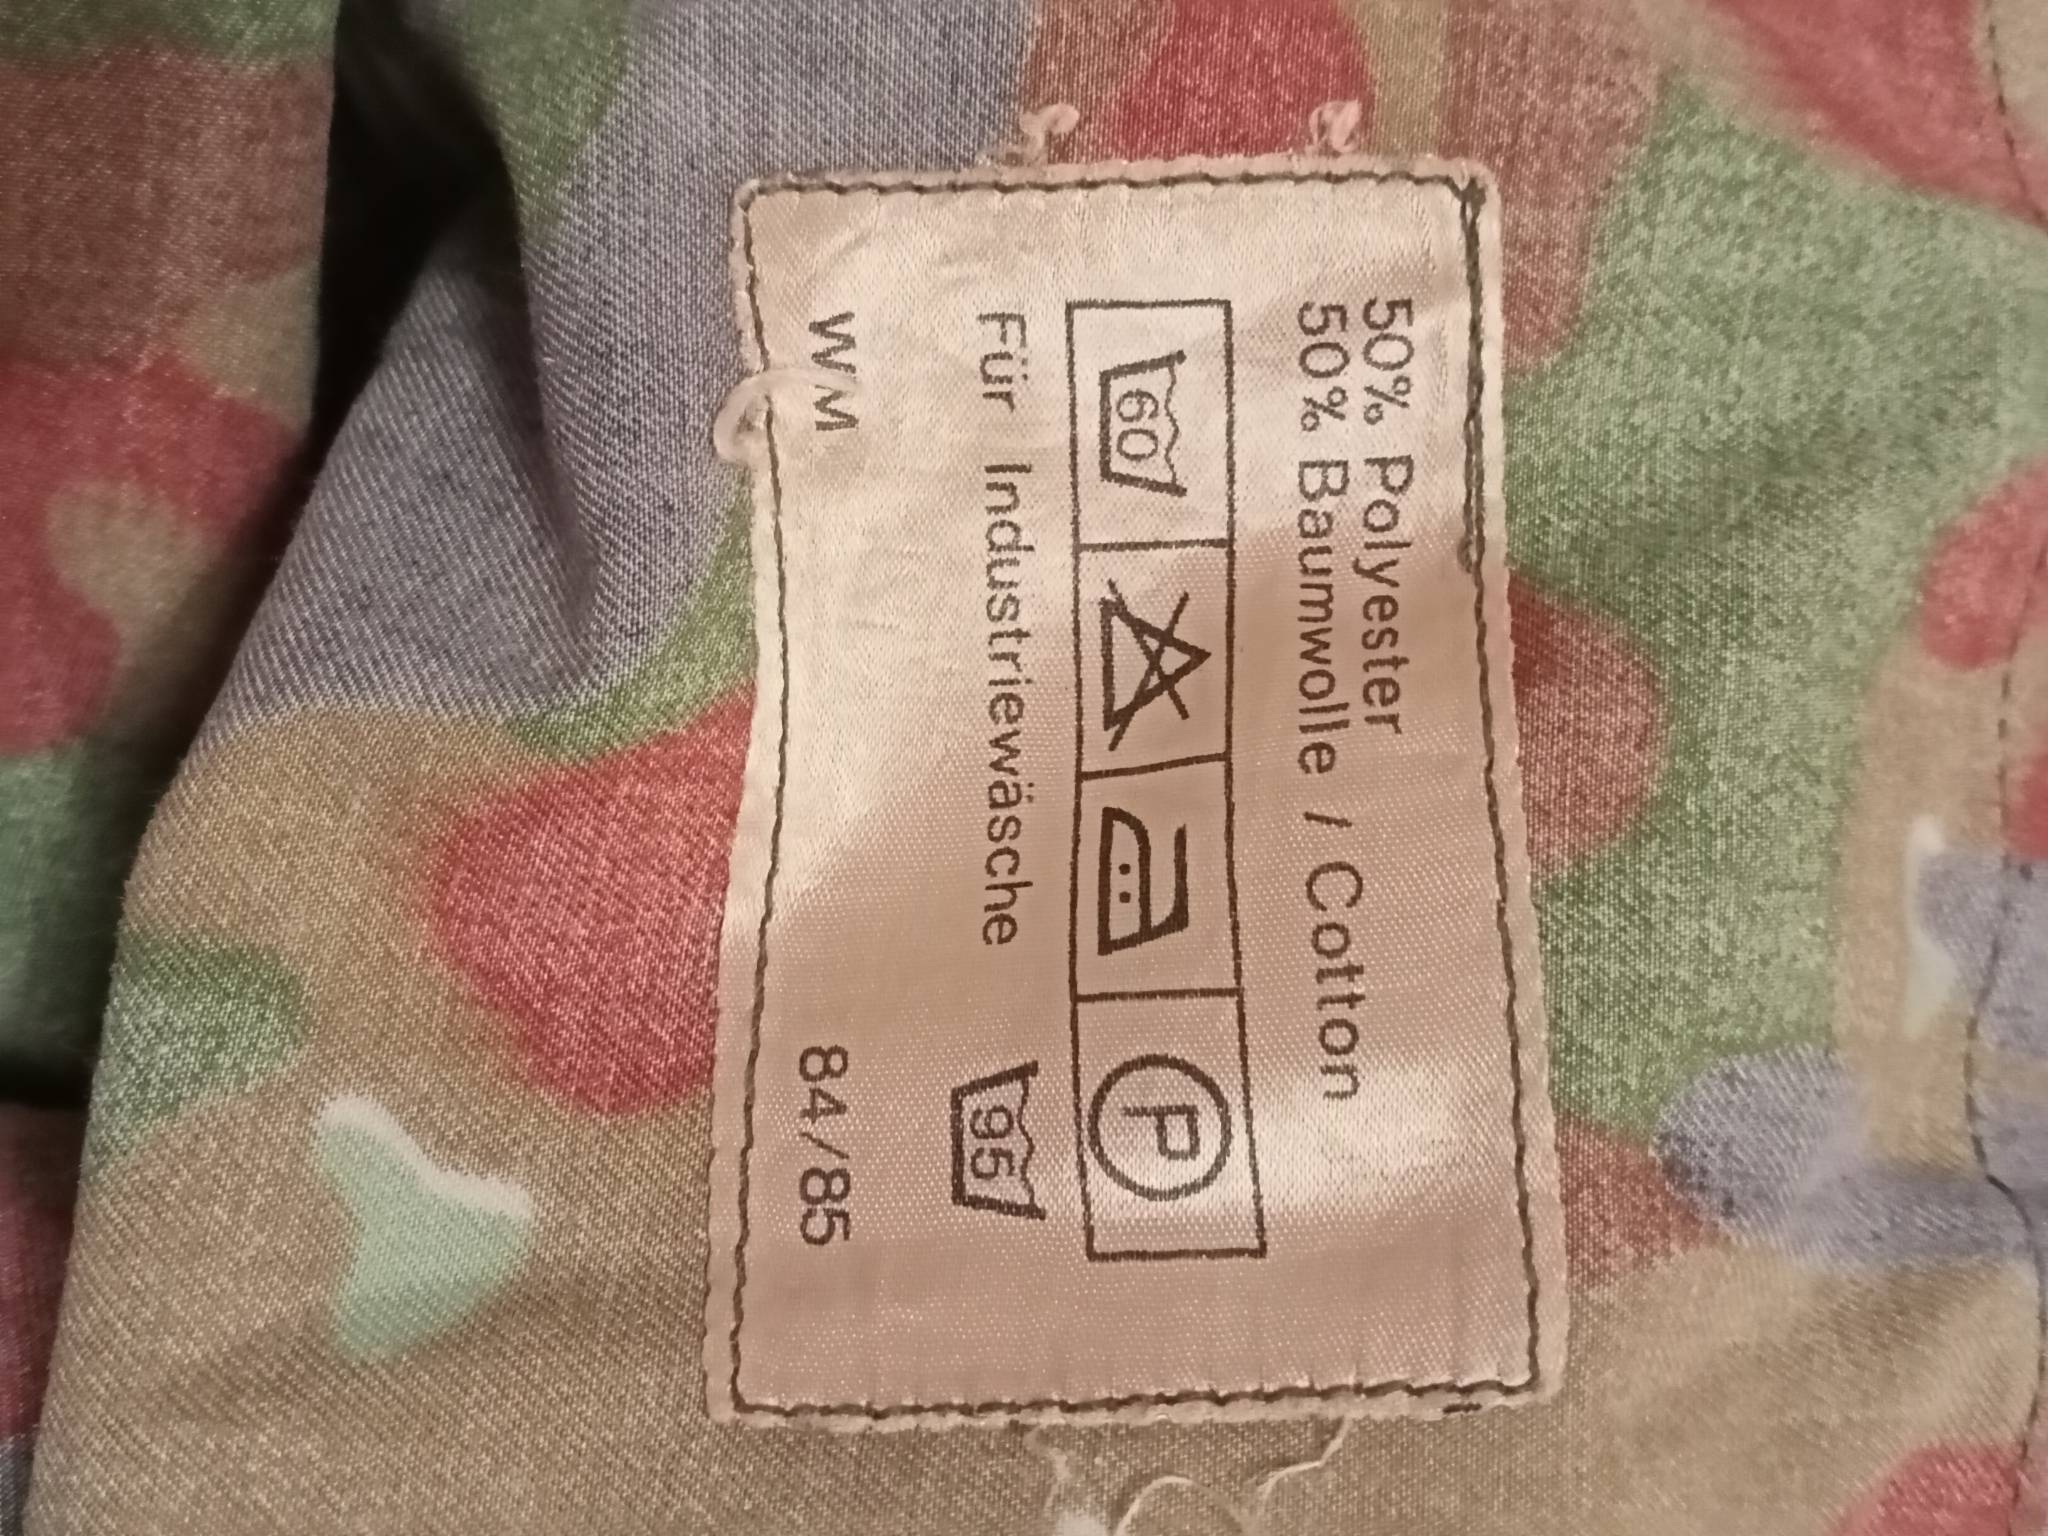 50% Polyester
50% Baumwolle / Cotton
60 P
Für Industriewäsche 95
WM 84/85